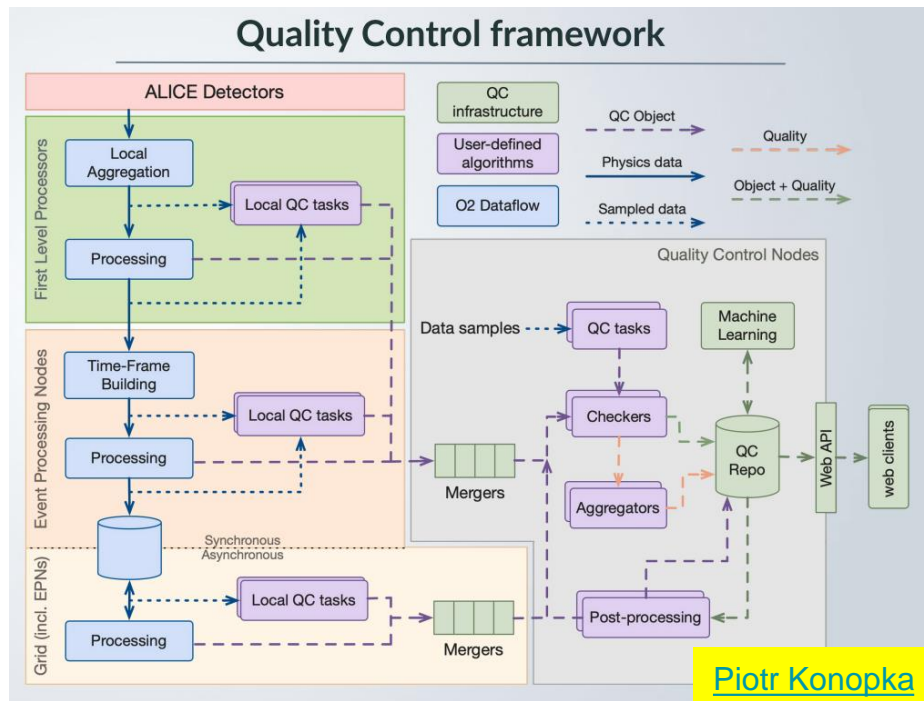 Quality Control framework
ALICE Detectors
First Level Processors
Local
Aggregation
Local QC tasks
Processing
QC
infrastructure
User-defined
algorithms
O2 Dataflow
QC Object
Physics data
Sampled data
Quality
Object + Quality
Event Processing Nodes
Time-Frame
Building
Local QC tasks
Processing
Synchronous
Asynchronous
Grid (incl. EPNs)
Local QC tasks
Processing
Mergers
Mergers
Quality Control Nodes
Data samples
QC tasks
Machine
Learning
Checkers
QC
Repo
Aggregators
Post-processing
Web API
web clients
Piotr Konopka